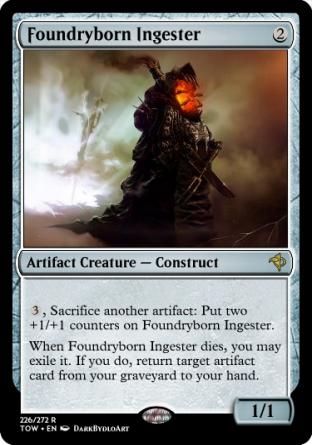 Foundryborn Ingester 2
Artifact Creature — Construct
3, Sacrifice another artifact: Put two
+1/+1 counters on Foundryborn Ingester.
When Foundryborn Ingester dies, you may
exile it. If you do, return target artifact
card from your graveyard to your hand.
1/1
226/272 R
TOW • EN DarkBydloArt